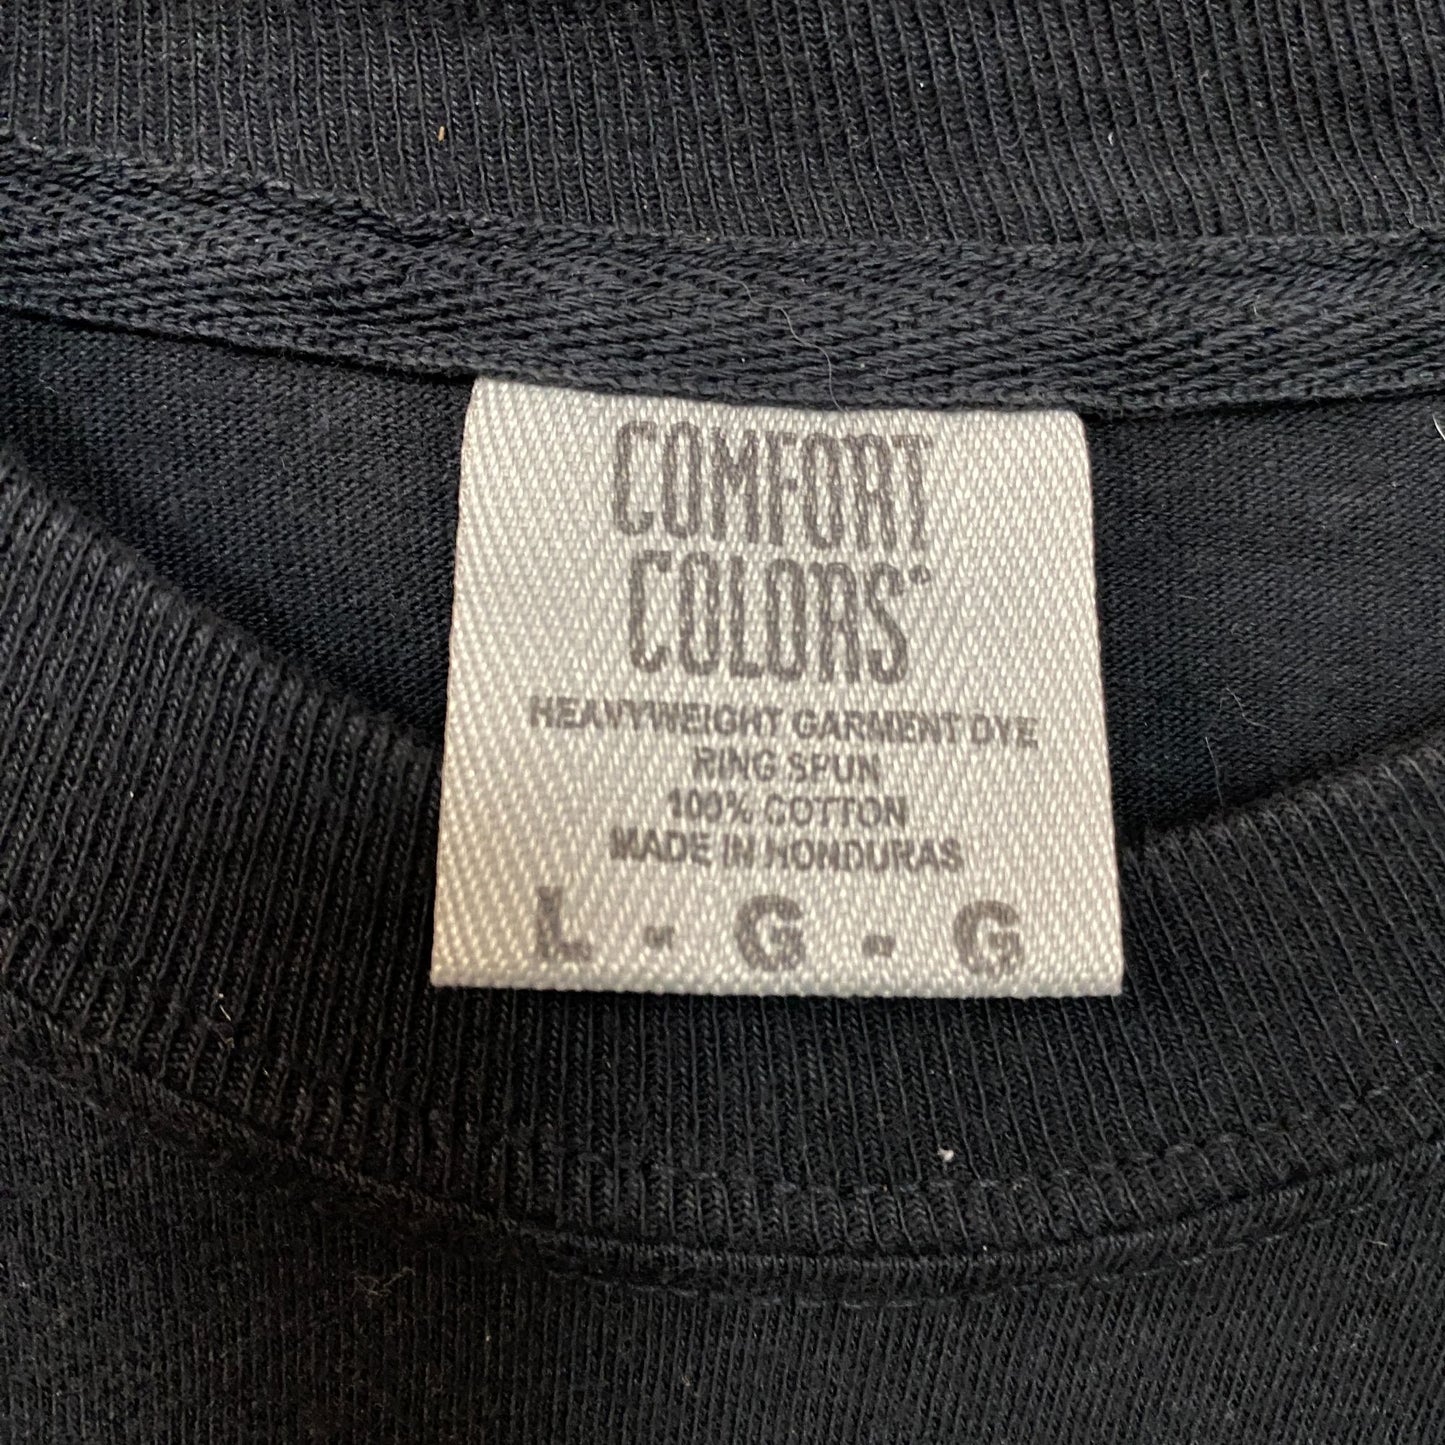 COMFORT
COLORS®
HEAVYWEIGHT GARMENT DYE
RING SPUN
100% COTTON
MADE IN HONDURAS
L - G - G